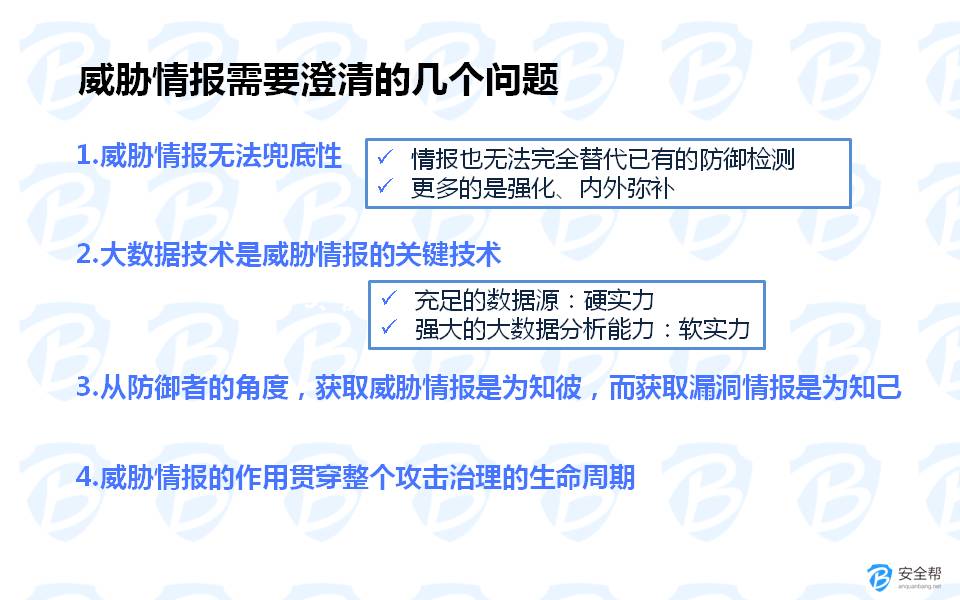 威胁情报需要澄清的几个问题
1.威胁情报无法兜底性
✓ 情报也无法完全替代已有的防御检测
✓ 更多的是强化、内外弥补
2.大数据技术是威胁情报的关键技术
✓ 充足的数据源：硬实力
✓ 强大的大数据分析能力：软实力
3.从防御者的角度，获取威胁情报是为知彼，而获取漏洞情报是为知己
4.威胁情报的作用贯穿整个攻击治理的生命周期
安全帮
anquanbang.net